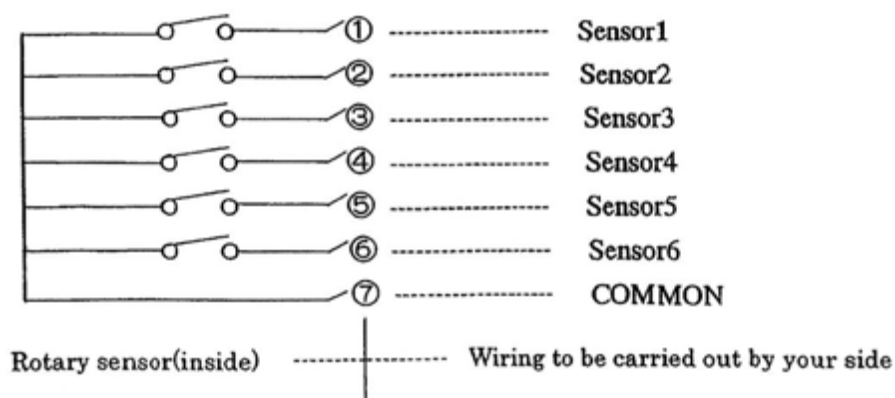 ① Sensor1
② Sensor2
③ Sensor3
④ Sensor4
⑤ Sensor5
⑥ Sensor6
⑦ COMMON
Rotary sensor(inside) Wiring to be carried out by your side